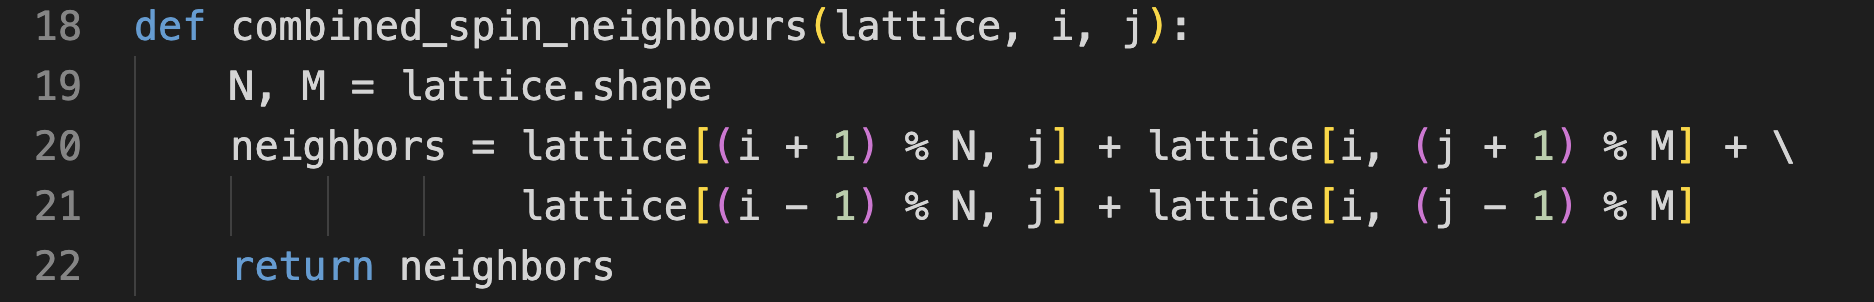 18 def combined_spin_neighbours(lattice, i, j):
19     N, M = lattice.shape
20     neighbors = lattice[(i + 1) % N, j] + lattice[i, (j + 1) % M] + \
21                 lattice[(i - 1) % N, j] + lattice[i, (j - 1) % M]
22     return neighbors